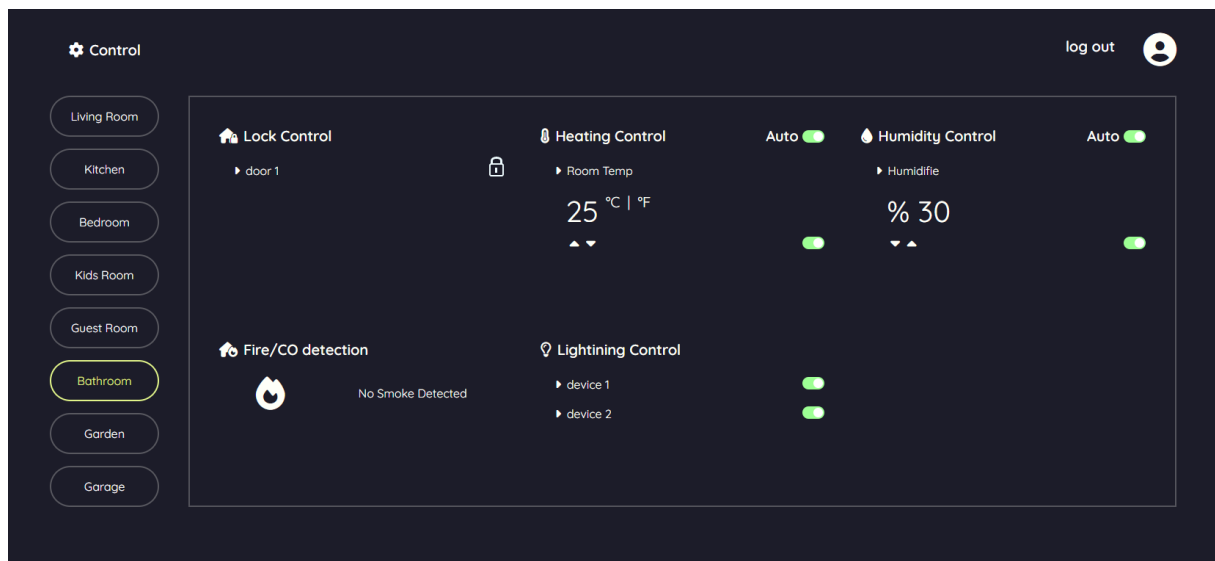 Control
log out
Living Room
Kitchen
Bedroom
Kids Room
Guest Room
Bathroom
Garden
Garage
Lock Control
door 1
Heating Control
Auto
Room Temp
25 °C | °F
Humidity Control
Auto
Humidifie
% 30
Fire/CO detection
No Smoke Detected
Lightining Control
device 1
device 2